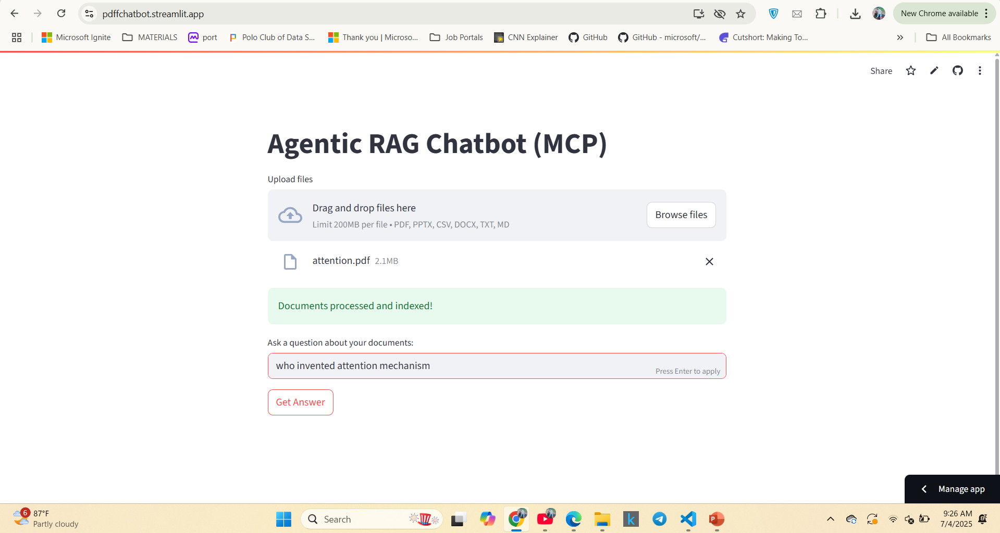 pdffchatbot.streamlit.app
New Chrome available
Microsoft Ignite
MATERIALS
port
Polo Club of Data S...
Thank you | Microso...
Job Portals
CNN Explainer
GitHub
GitHub - microsoft/...
Cutshort: Making To...
All Bookmarks
Share
Agentic RAG Chatbot (MCP)
Upload files
Drag and drop files here
Limit 200MB per file • PDF, PPTX, CSV, DOCX, TXT, MD
Browse files
attention.pdf 2.1MB
Documents processed and indexed!
Ask a question about your documents:
who invented attention mechanism
Press Enter to apply
Get Answer
Manage app
6
87°F
Partly cloudy
Search
k
P
9:26 AM
7/4/2025